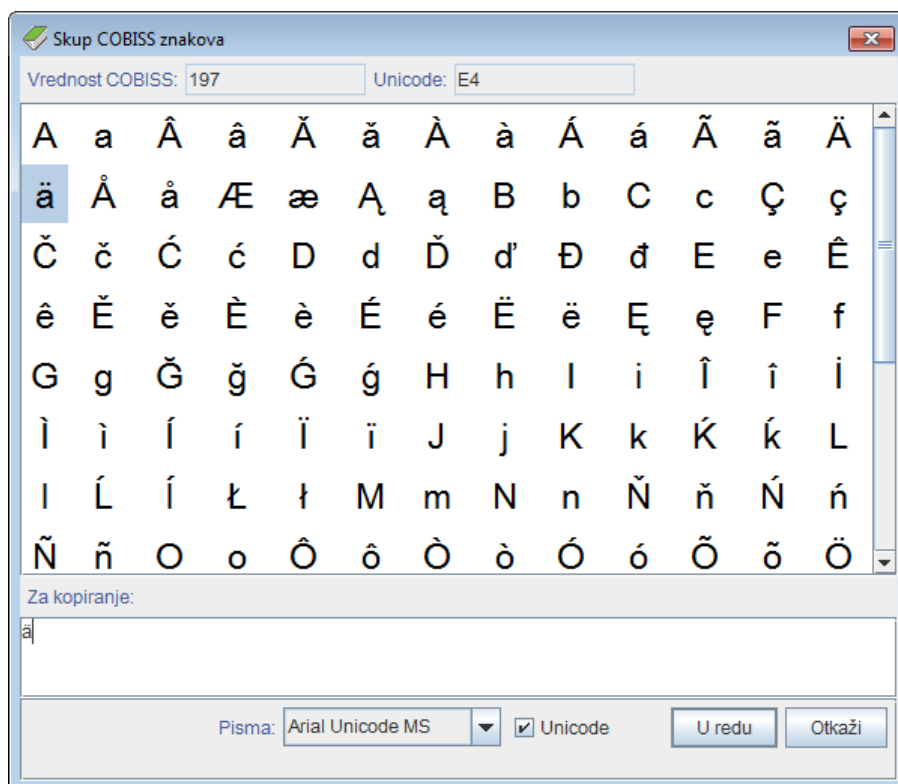 Skup COBISS znakova
Vrednost COBISS: 197 Unicode: E4
A a Â â Ă ă À à Á á Ã ã Ä
ä Å å Æ æ Ą ą B b C c Ç ç
Č č Ć ć D d Ď ď Đ đ E e Ê
ê Ě ě È è É é Ë ë Ę ę F f
G g Ğ ğ Ǵ ǵ H h I i Î î İ
Ì ì Í í Ï ï J j K k Ḱ ḱ L
l Ĺ ĺ Ł ł M m N n Ň ň Ń ń
Ñ ñ O o Ô ô Ò ò Ó ó Õ õ Ö
Za kopiranje:
ä
Pisma: Arial Unicode MS Unicode U redu Otkaži